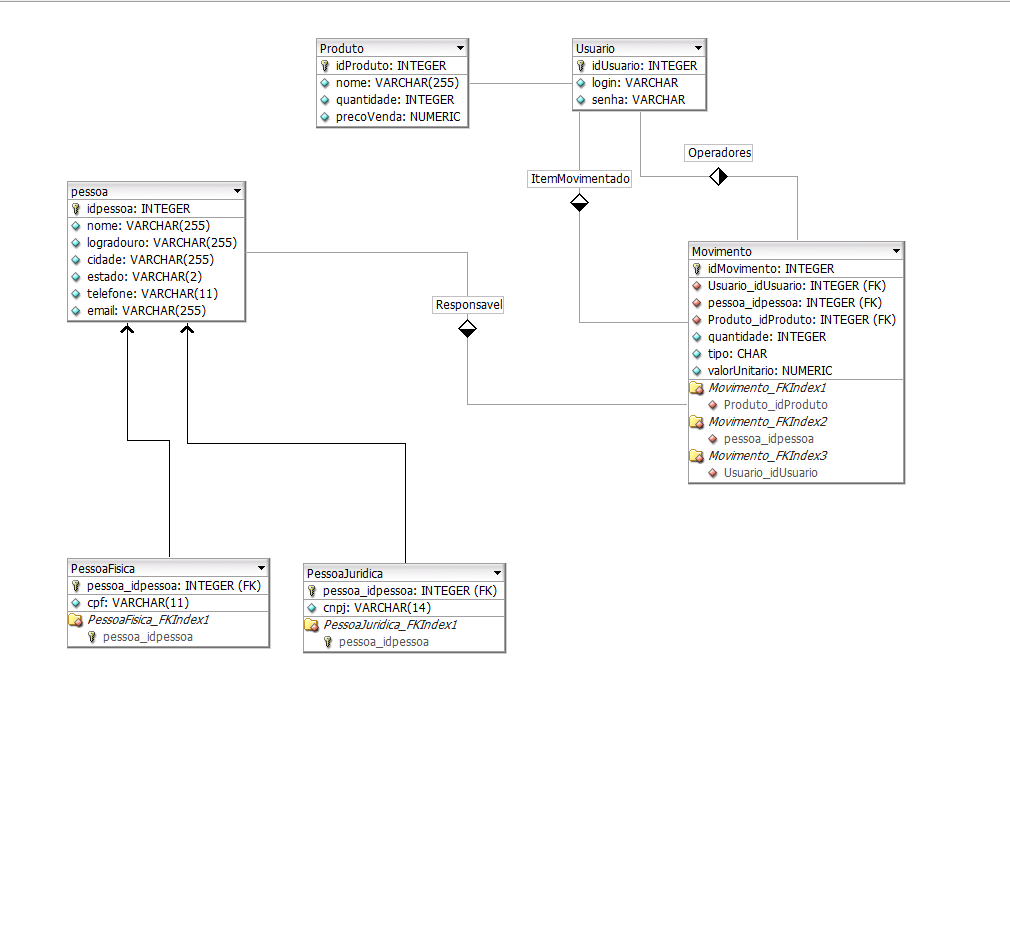 Produto
idProduto: INTEGER
nome: VARCHAR(255)
quantidade: INTEGER
precoVenda: NUMERIC
Usuario
idUsuario: INTEGER
login: VARCHAR
senha: VARCHAR
Operadores
ItemMovimentado
pessoa
idpessoa: INTEGER
nome: VARCHAR(255)
logradouro: VARCHAR(255)
cidade: VARCHAR(255)
estado: VARCHAR(2)
telefone: VARCHAR(11)
email: VARCHAR(255)
Responsavel
Movimento
idMovimento: INTEGER
Usuario_idUsuario: INTEGER (FK)
pessoa_idpessoa: INTEGER (FK)
Produto_idProduto: INTEGER (FK)
quantidade: INTEGER
tipo: CHAR
valorUnitario: NUMERIC
Movimento_FKIndex1
Produto_idProduto
Movimento_FKIndex2
pessoa_idpessoa
Movimento_FKIndex3
Usuario_idUsuario
PessoaFisica
pessoa_idpessoa: INTEGER (FK)
cpf: VARCHAR(11)
PessoaFisica_FKIndex1
pessoa_idpessoa
PessoaJuridica
pessoa_idpessoa: INTEGER (FK)
cnpj: VARCHAR(14)
PessoaJuridica_FKIndex1
pessoa_idpessoa